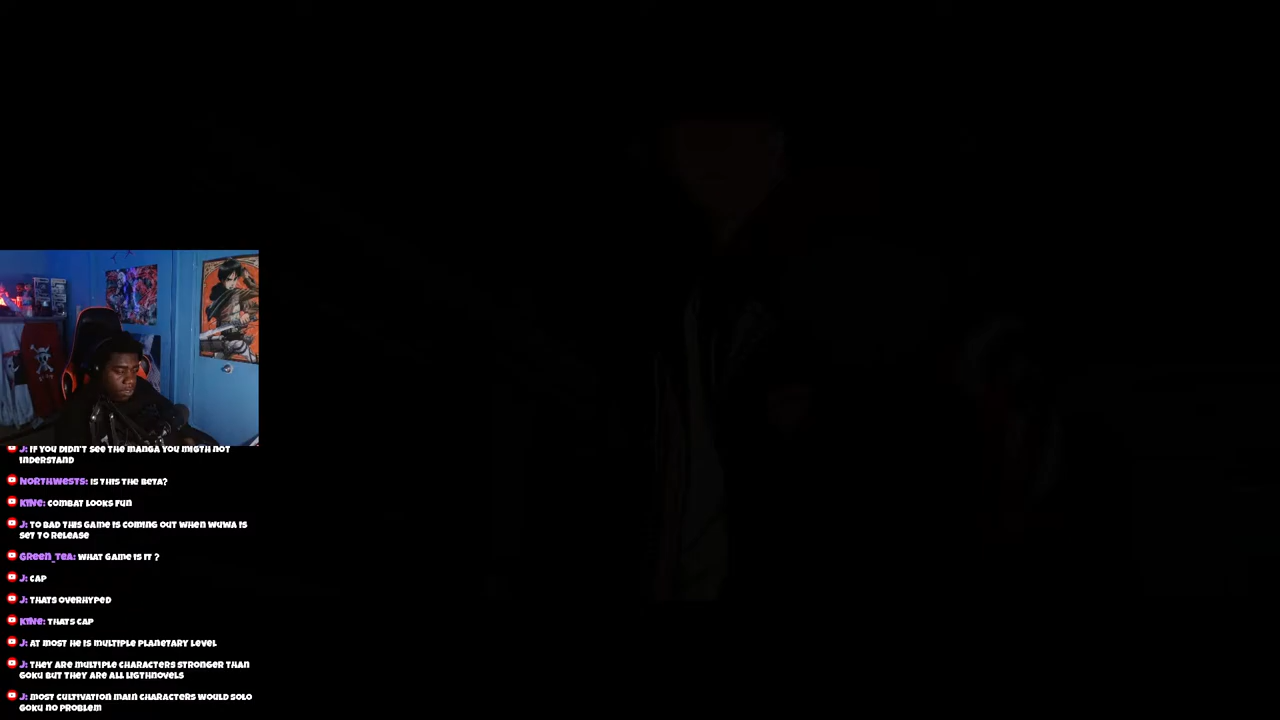 J: IF YOU DIDN'T SEE THE MANGA YOU MIGTH NOT
INDERSTAND
NORTHWESTS: IS THIS THE BETA?
KINE: COMBAT LOOKS FUN
J: TO BAD THIS GAME IS COMING OUT WHEN WUWA IS
SET TO RELEASE
GREEN_TEA: WHAT GAME IS IT ?
J: CAP
J: THATS OVERHYPED
KINE: THATS CAP
J: AT MOST HE IS MULTIPLE PLANETARY LEVEL
J: THEY ARE MULTIPLE CHARACTERS STRONGER THAN
GOKU BUT THEY ARE ALL LIGTHNOVELS
J: MOST CULTIVATION MAIN CHARACTERS WOULD SOLO
GOKU NO PROBLEM